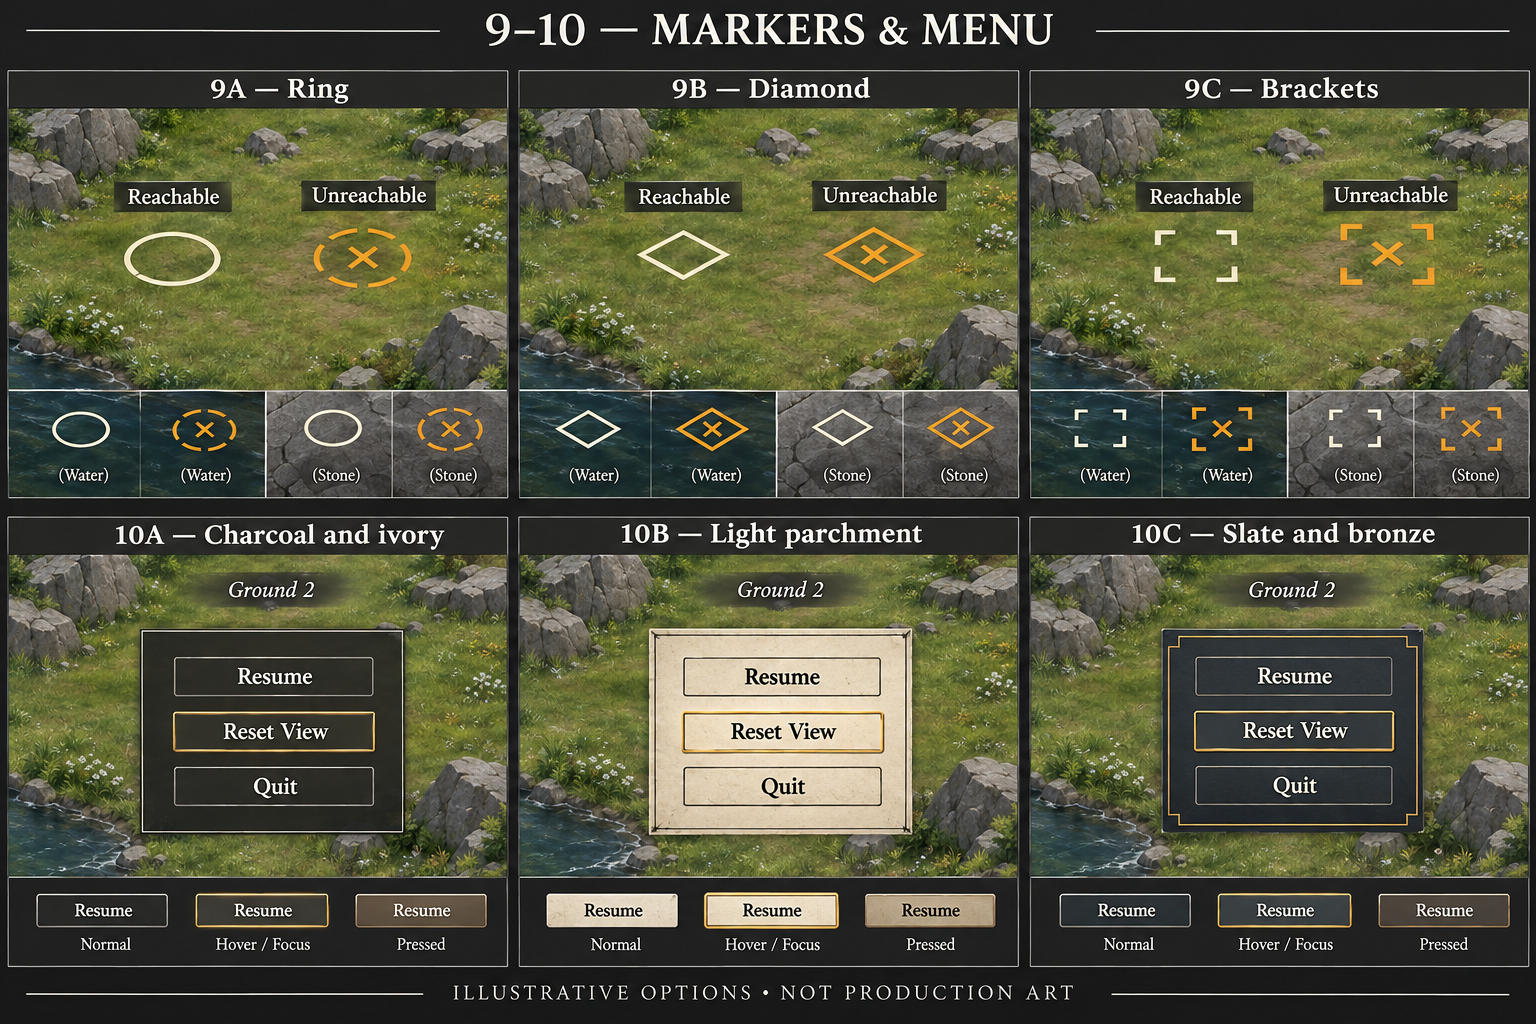 9–10 — MARKERS & MENU
9A — Ring
Reachable
Unreachable
(Water)
(Water)
(Stone)
(Stone)
9B — Diamond
Reachable
Unreachable
(Water)
(Water)
(Stone)
(Stone)
9C — Brackets
Reachable
Unreachable
(Water)
(Water)
(Stone)
(Stone)
10A — Charcoal and ivory
Ground 2
Resume
Reset View
Quit
Resume
Resume
Resume
Normal
Hover / Focus
Pressed
10B — Light parchment
Ground 2
Resume
Reset View
Quit
Resume
Resume
Resume
Normal
Hover / Focus
Pressed
10C — Slate and bronze
Ground 2
Resume
Reset View
Quit
Resume
Resume
Resume
Normal
Hover / Focus
Pressed
ILLUSTRATIVE OPTIONS • NOT PRODUCTION ART